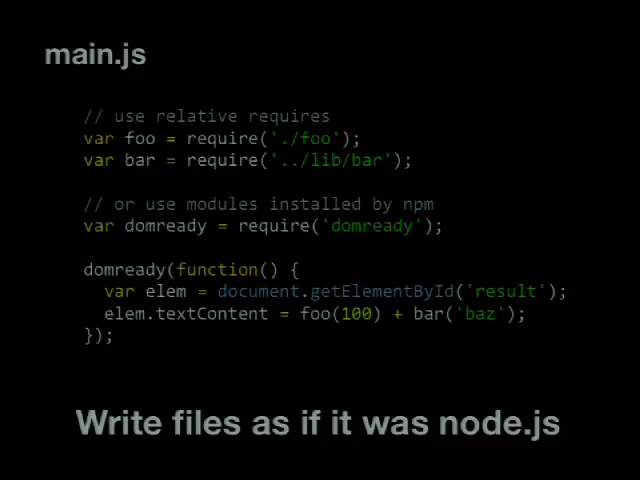 main.js
// use relative requires
var foo = require('./foo');
var bar = require('../lib/bar');
// or use modules installed by npm
var domready = require('domready');
domready(function() {
var elem = document.getElementById('result');
elem.textContent = foo(100) + bar('baz');
});
Write files as if it was node.js